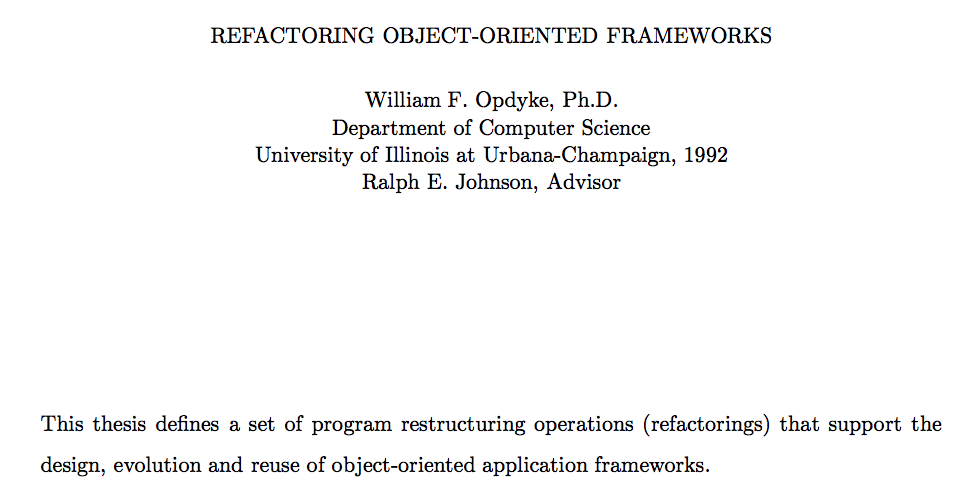 REFACTORING OBJECT-ORIENTED FRAMEWORKS
William F. Opdyke, Ph.D.
Department of Computer Science
University of Illinois at Urbana-Champaign, 1992
Ralph E. Johnson, Advisor
This thesis defines a set of program restructuring operations (refactorings) that support the
design, evolution and reuse of object-oriented application frameworks.